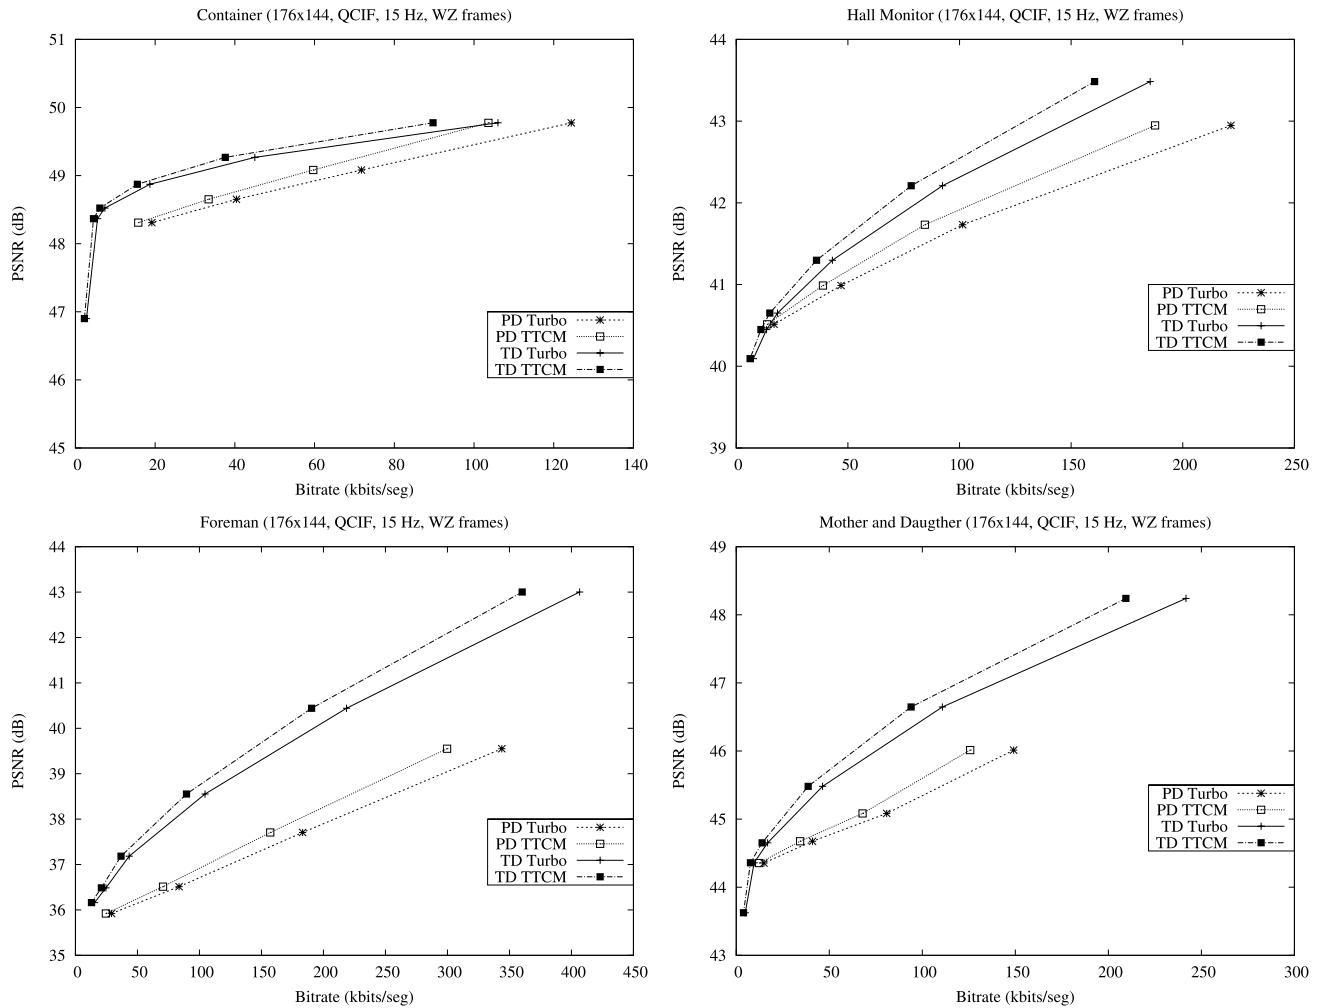 Container (176x144, QCIF, 15 Hz, WZ frames)
51
50
49
48
47
46
45
PSNR (dB)
PD Turbo
PD TTCM
TD Turbo
TD TTCM
0 20 40 60 80 100 120 140
Bitrate (kbits/seg)
Hall Monitor (176x144, QCIF, 15 Hz, WZ frames)
44
43
42
41
40
39
PSNR (dB)
PD Turbo
PD TTCM
TD Turbo
TD TTCM
0 50 100 150 200 250
Bitrate (kbits/seg)
Foreman (176x144, QCIF, 15 Hz, WZ frames)
44
43
42
41
40
39
38
37
36
35
PSNR (dB)
PD Turbo
PD TTCM
TD Turbo
TD TTCM
0 50 100 150 200 250 300 350 400 450
Bitrate (kbits/seg)
Mother and Daugther (176x144, QCIF, 15 Hz, WZ frames)
49
48
47
46
45
44
43
PSNR (dB)
PD Turbo
PD TTCM
TD Turbo
TD TTCM
0 50 100 150 200 250 300
Bitrate (kbits/seg)